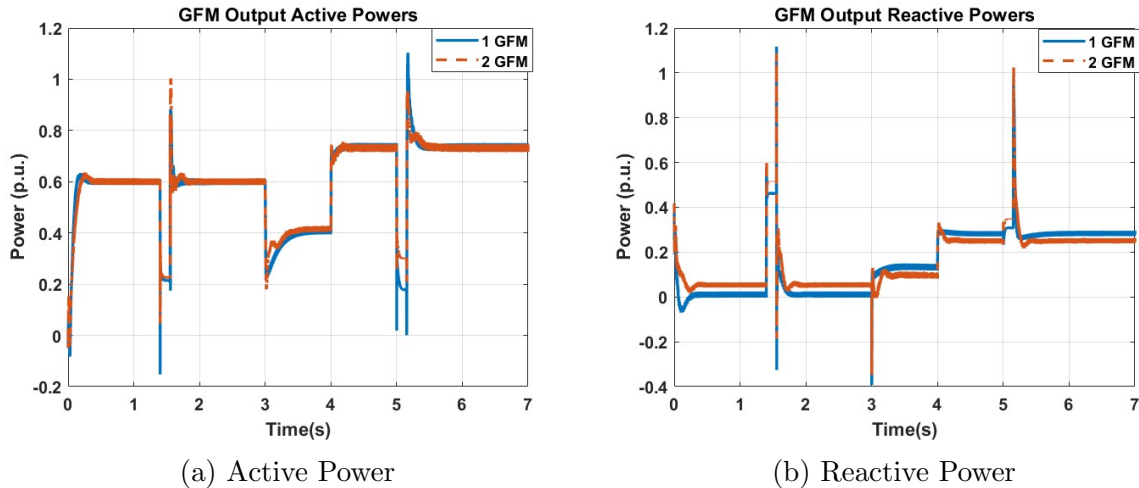 GFM Output Active Powers
1 GFM
2 GFM
Power (p.u.)
1.2
1
0.8
0.6
0.4
0.2
0
-0.2
0 1 2 3 4 5 6 7
Time(s)
(a) Active Power
GFM Output Reactive Powers
1 GFM
2 GFM
Power (p.u.)
1.2
1
0.8
0.6
0.4
0.2
0
-0.2
-0.4
0 1 2 3 4 5 6 7
Time(s)
(b) Reactive Power